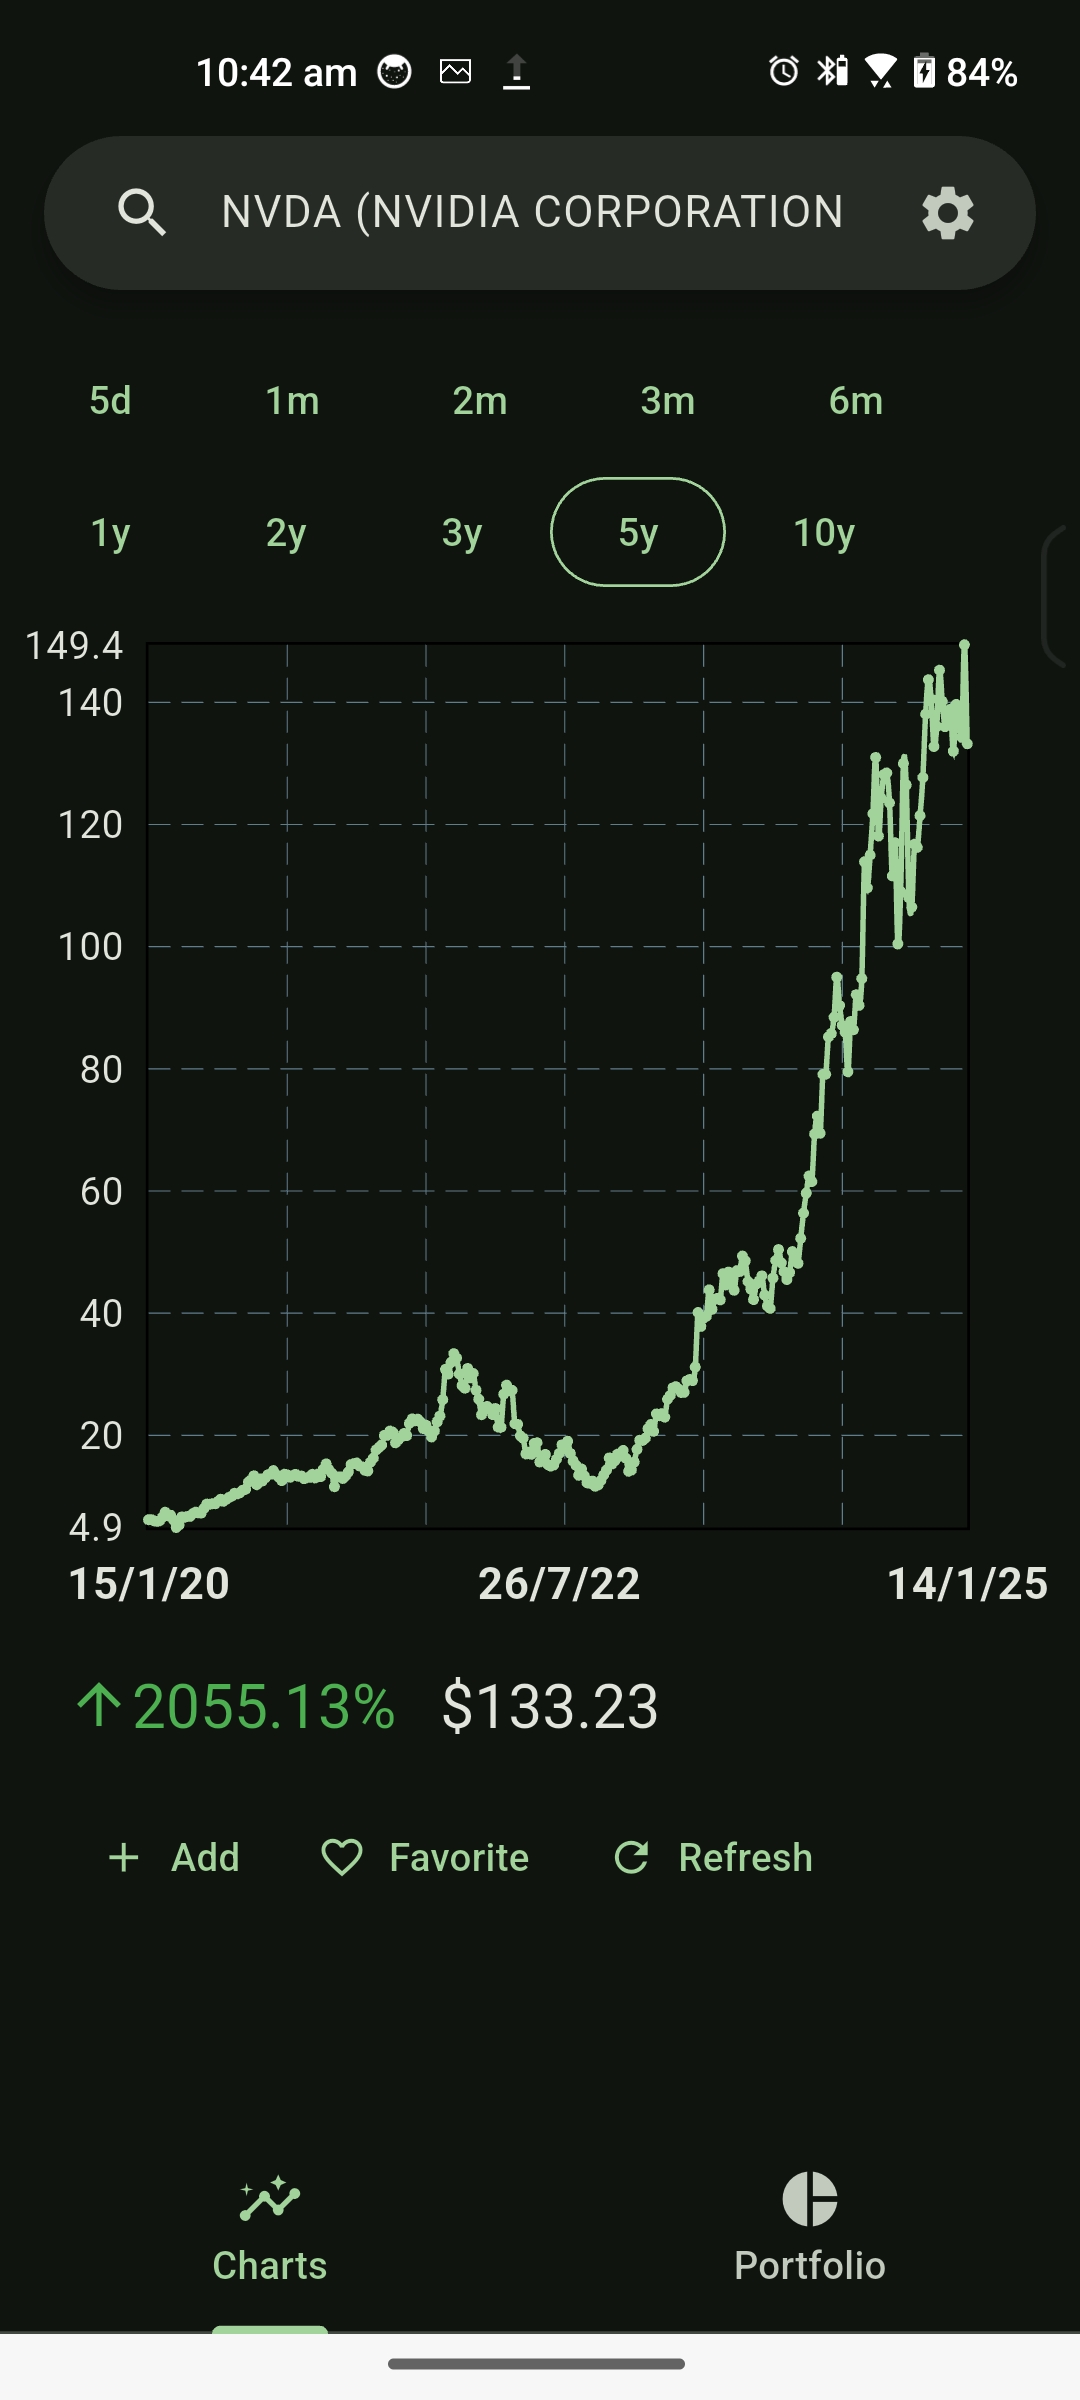 10:42 am 84%
NVDA (NVIDIA CORPORATION
5d 1m 2m 3m 6m
1y 2y 3y 5y 10y
149.4
140
120
100
80
60
40
20
4.9
15/1/20 26/7/22 14/1/25
↑2055.13% $133.23
+ Add Favorite Refresh
Charts Portfolio